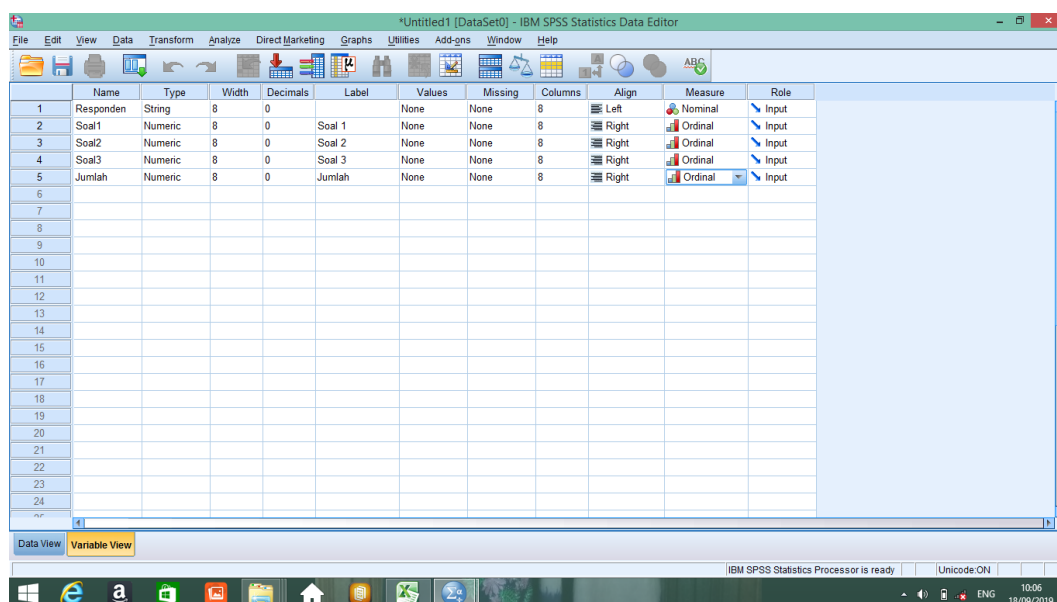 *Untitled1 [DataSet0] - IBM SPSS Statistics Data Editor
File Edit View Data Transform Analyze Direct Marketing Graphs Utilities Add-ons Window Help
Name Type Width Decimals Label Values Missing Columns Align Measure Role
1 Responden String 8 0 None None 8 Left Nominal Input
2 Soal1 Numeric 8 0 Soal 1 None None 8 Right Ordinal Input
3 Soal2 Numeric 8 0 Soal 2 None None 8 Right Ordinal Input
4 Soal3 Numeric 8 0 Soal 3 None None 8 Right Ordinal Input
5 Jumlah Numeric 8 0 Jumlah None None 8 Right Ordinal Input
6
7
8
9
10
11
12
13
14
15
16
17
18
19
20
21
22
23
24
Data View Variable View
IBM SPSS Statistics Processor is ready Unicode:ON
ENG 10:06
18/09/2019